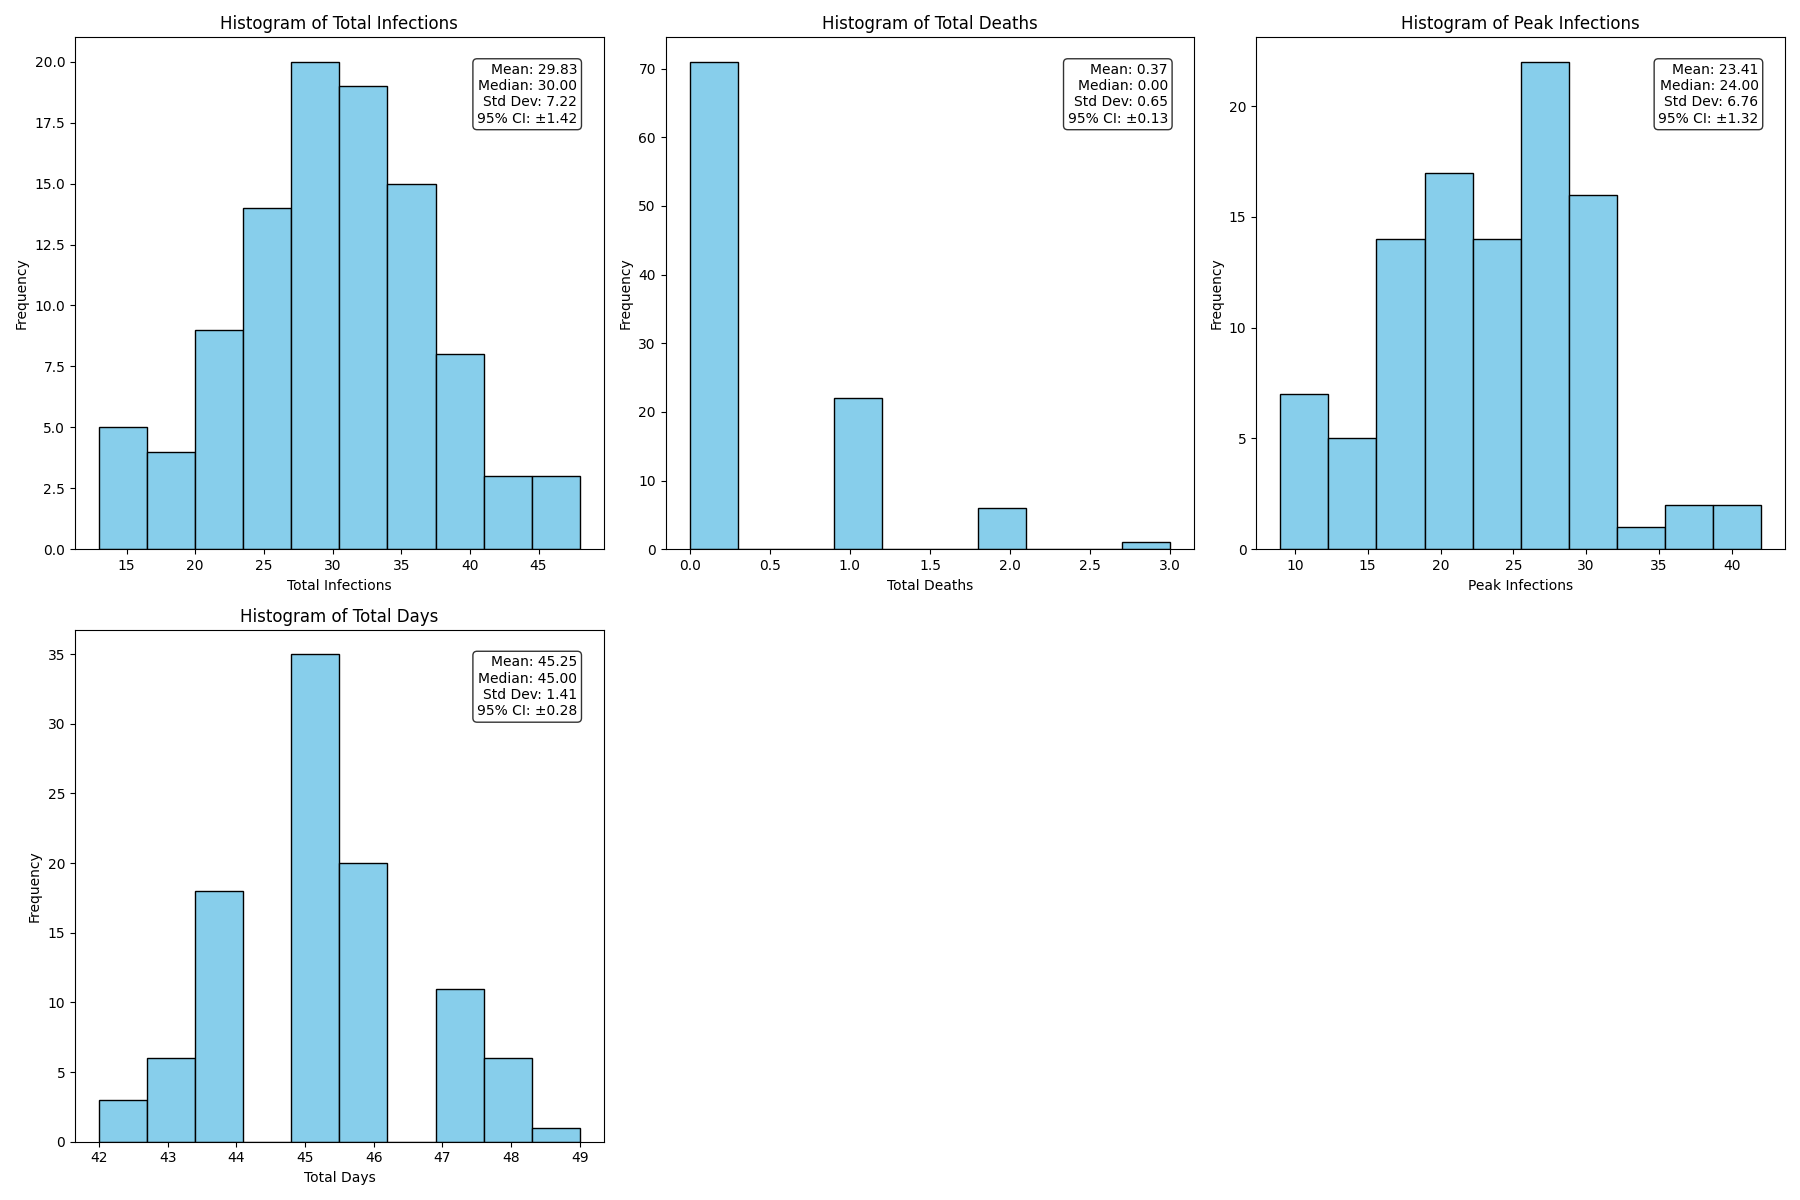 Histogram of Total Infections
20.0
17.5
15.0
12.5
10.0
7.5
5.0
2.5
0.0
Frequency
Mean: 29.83
Median: 30.00
Std Dev: 7.22
95% CI: ±1.42
15 20 25 30 35 40 45
Total Infections
Histogram of Total Deaths
70
60
50
40
30
20
10
0
Frequency
Mean: 0.37
Median: 0.00
Std Dev: 0.65
95% CI: ±0.13
0.0 0.5 1.0 1.5 2.0 2.5 3.0
Total Deaths
Histogram of Peak Infections
20
15
10
5
0
Frequency
Mean: 23.41
Median: 24.00
Std Dev: 6.76
95% CI: ±1.32
10 15 20 25 30 35 40
Peak Infections
Histogram of Total Days
35
30
25
20
15
10
5
0
Frequency
Mean: 45.25
Median: 45.00
Std Dev: 1.41
95% CI: ±0.28
42 43 44 45 46 47 48 49
Total Days